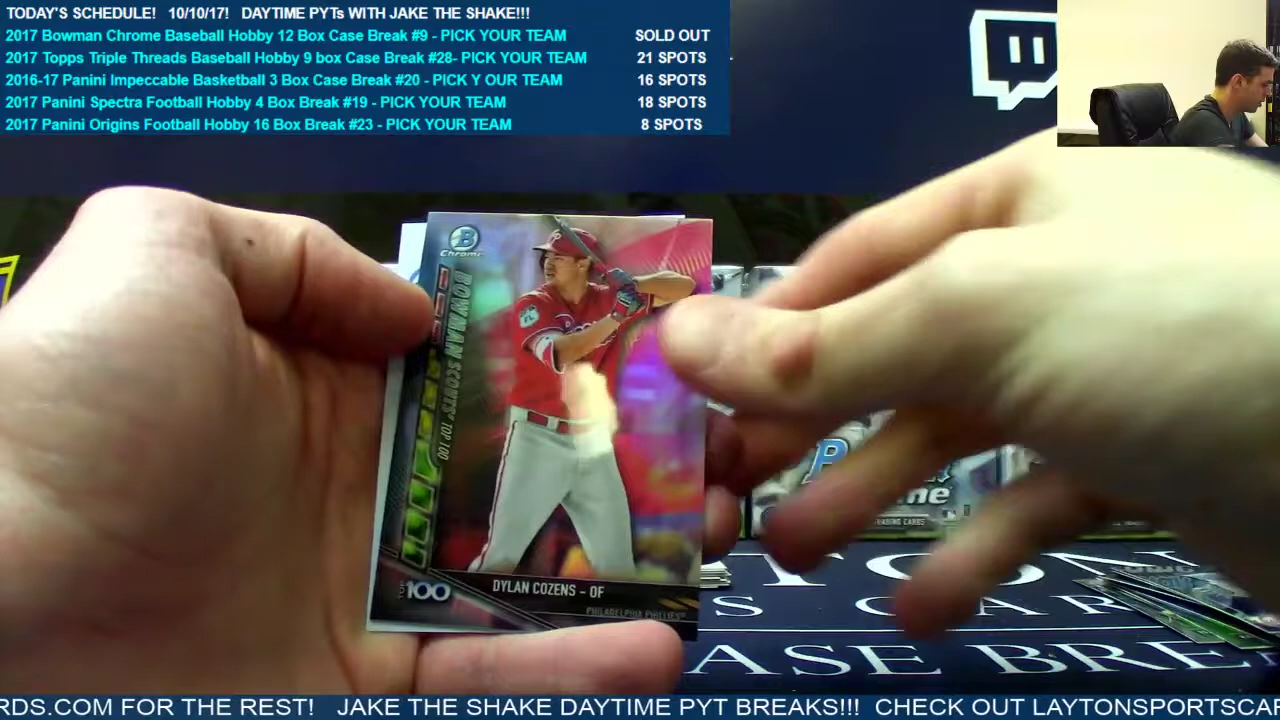 TODAY'S SCHEDULE! 10/10/17! DAYTIME PYTs WITH JAKE THE SHAKE!!!
2017 Bowman Chrome Baseball Hobby 12 Box Case Break #9 - PICK YOUR TEAM SOLD OUT
2017 Topps Triple Threads Baseball Hobby 9 box Case Break #28- PICK YOUR TEAM 21 SPOTS
2016-17 Panini Impeccable Basketball 3 Box Case Break #20 - PICK Y OUR TEAM 16 SPOTS
2017 Panini Spectra Football Hobby 4 Box Break #19 - PICK YOUR TEAM 18 SPOTS
2017 Panini Origins Football Hobby 16 Box Break #23 - PICK YOUR TEAM 8 SPOTS
B
Chrome
BOWMAN SCOUTS' TOP 100
100
DYLAN COZENS - OF
PHILADELPHIA PHILLIES
TRADING CARDS
CASE BRE
RDS.COM FOR THE REST! JAKE THE SHAKE DAYTIME PYT BREAKS!!! CHECK OUT LAYTONSPORTSCAR